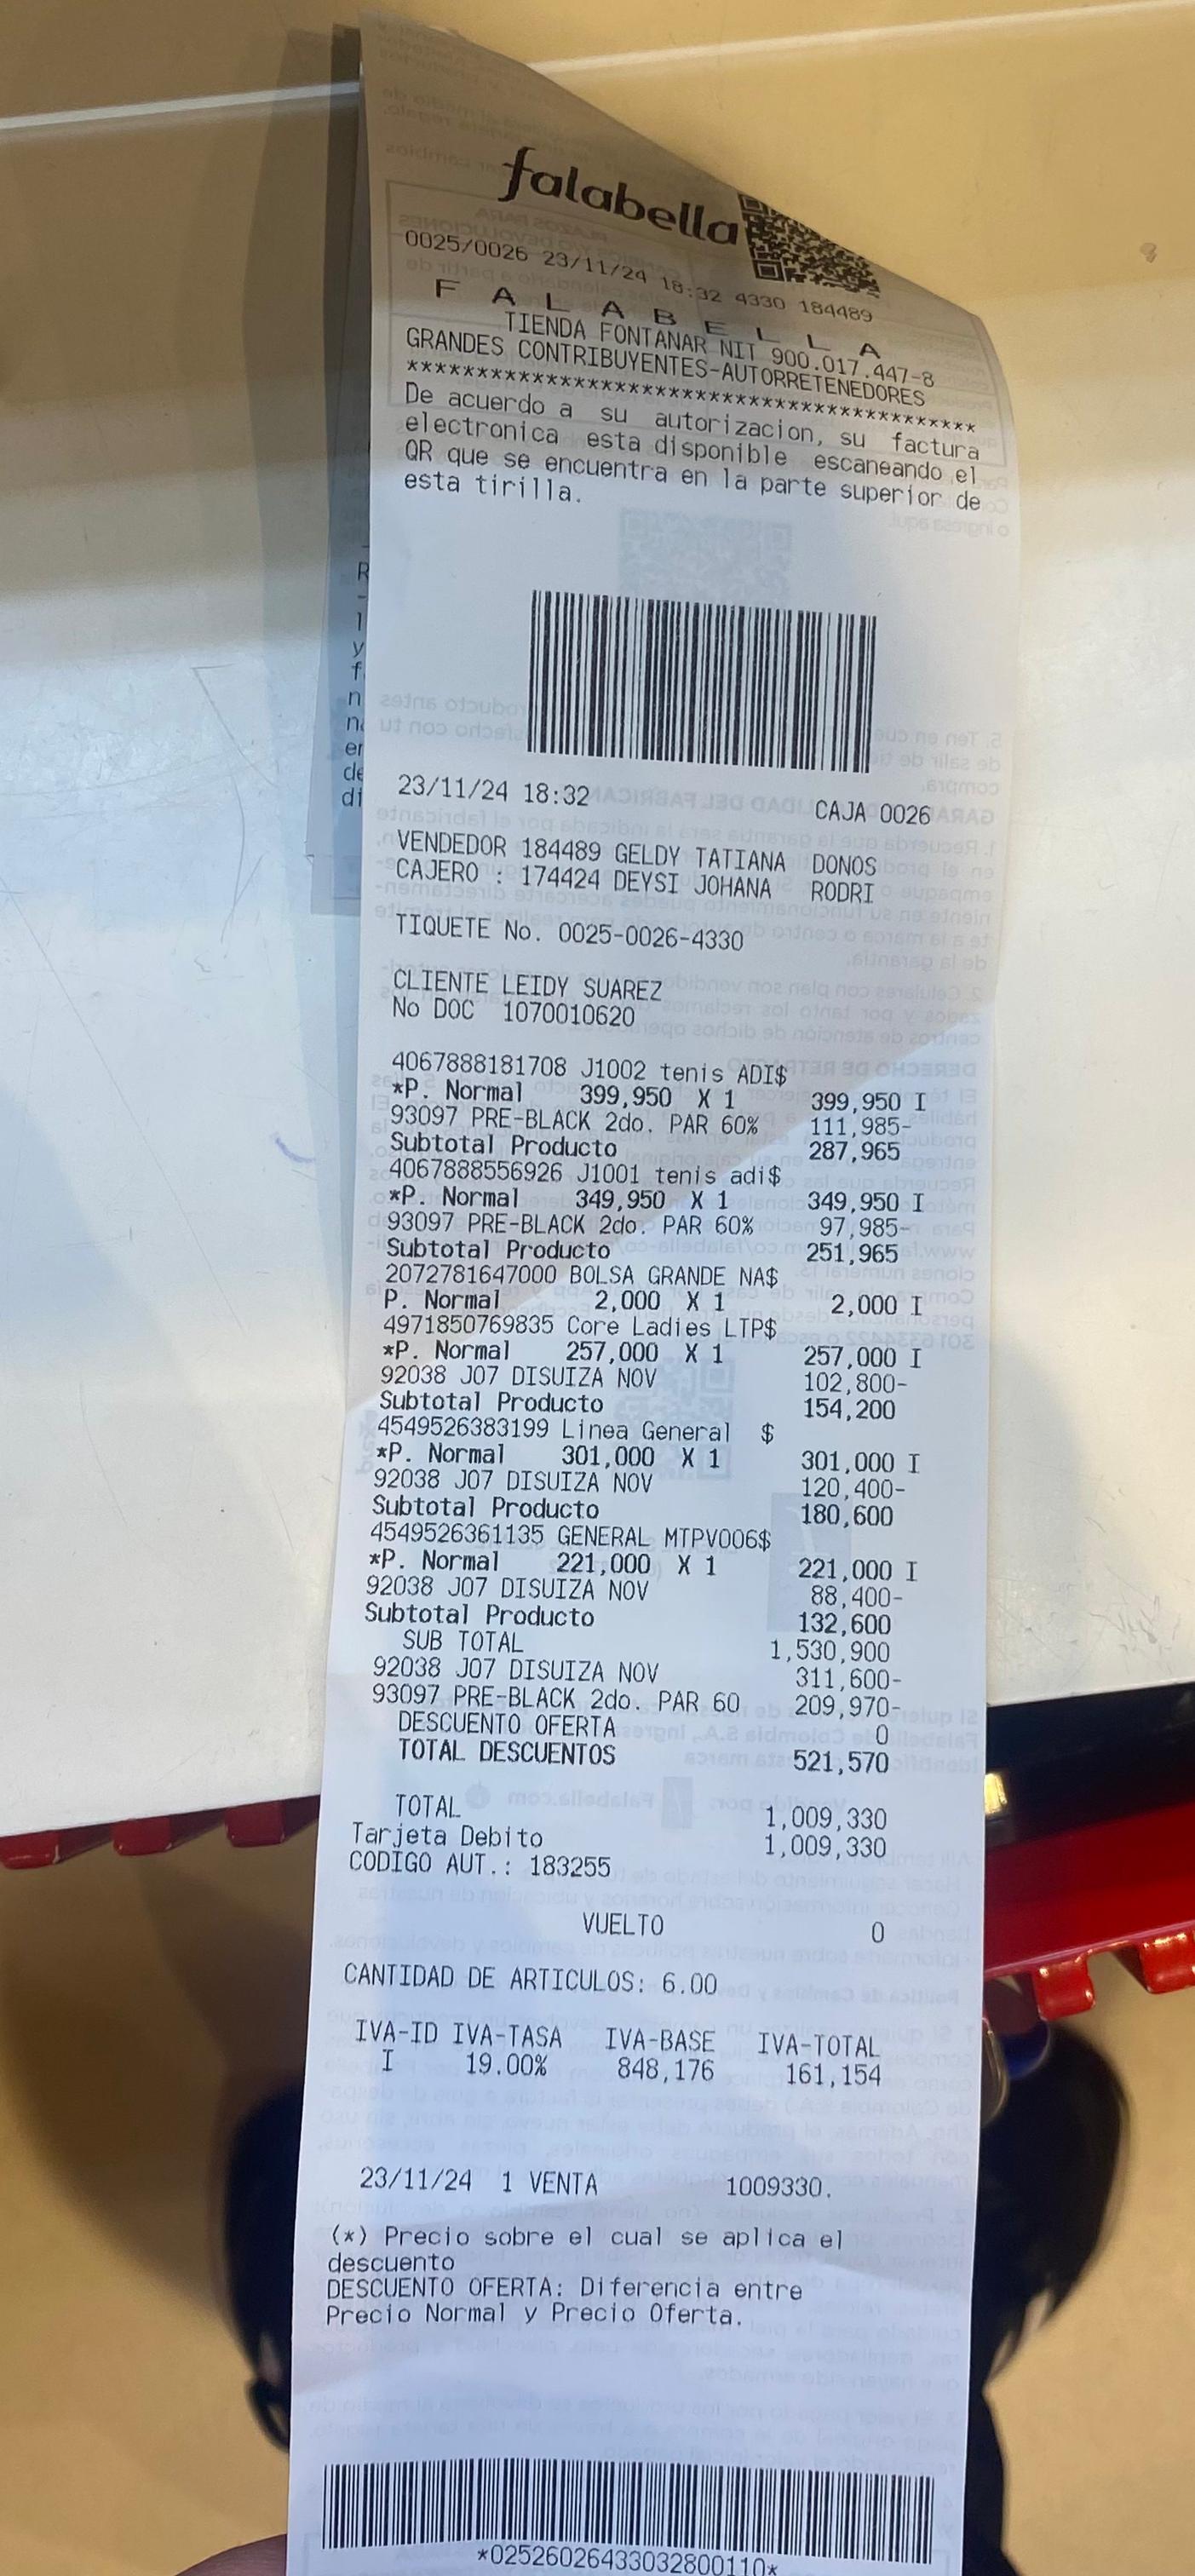 falabella
0025/0026 23/11/24 18:32 4330 184489
F A L A B E L L A
TIENDA FONTANAR NIT 900.017.447-8
GRANDES CONTRIBUYENTES-AUTORRETENEDORES
*****************************************
De acuerdo a su autorizacion, su factura
electronica esta disponible escaneando el
QR que se encuentra en la parte superior de
esta tirilla.
23/11/24 18:32 CAJA 0026
VENDEDOR 184489 GELDY TATIANA DONOS
CAJERO : 174424 DEYSI JOHANA RODRI
TIQUETE No. 0025-0026-4330
CLIENTE LEIDY SUAREZ
No DOC 1070010620
4067888181708 J1002 tenis ADI$
*P. Normal 399,950 X 1 399,950 I
93097 PRE-BLACK 2do. PAR 60% 111,985-
Subtotal Producto 287,965
4067888556926 J1001 tenis adi$
*P. Normal 349,950 X 1 349,950 I
93097 PRE-BLACK 2do. PAR 60% 97,985-
Subtotal Producto 251,965
2072781647000 BOLSA GRANDE NA$
P. Normal 2,000 X 1 2,000 I
4971850769835 Core Ladies LTP$
*P. Normal 257,000 X 1 257,000 I
92038 J07 DISUIZA NOV 102,800-
Subtotal Producto 154,200
4549526383199 Linea General $
*P. Normal 301,000 X 1 301,000 I
92038 J07 DISUIZA NOV 120,400-
Subtotal Producto 180,600
4549526361135 GENERAL MTPV006$
*P. Normal 221,000 X 1 221,000 I
92038 J07 DISUIZA NOV 88,400-
Subtotal Producto 132,600
SUB TOTAL 1,530,900
92038 J07 DISUIZA NOV 311,600-
93097 PRE-BLACK 2do. PAR 60 209,970-
DESCUENTO OFERTA 0
TOTAL DESCUENTOS 521,570
TOTAL 1,009,330
Tarjeta Debito 1,009,330
CODIGO AUT.: 183255
VUELTO 0
CANTIDAD DE ARTICULOS: 6.00
IVA-ID IVA-TASA IVA-BASE IVA-TOTAL
I 19.00% 848,176 161,154
23/11/24 1 VENTA 1009330.
(*) Precio sobre el cual se aplica el
descuento
DESCUENTO OFERTA: Diferencia entre
Precio Normal y Precio Oferta.
*02526026433032800110*